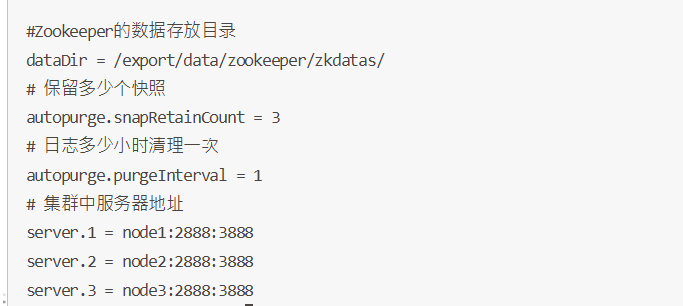 #Zookeeper的数据存放目录
dataDir = /export/data/zookeeper/zkdatas/
# 保留多少个快照
autopurge.snapRetainCount = 3
# 日志多少小时清理一次
autopurge.purgeInterval = 1
# 集群中服务器地址
server.1 = node1:2888:3888
server.2 = node2:2888:3888
server.3 = node3:2888:3888